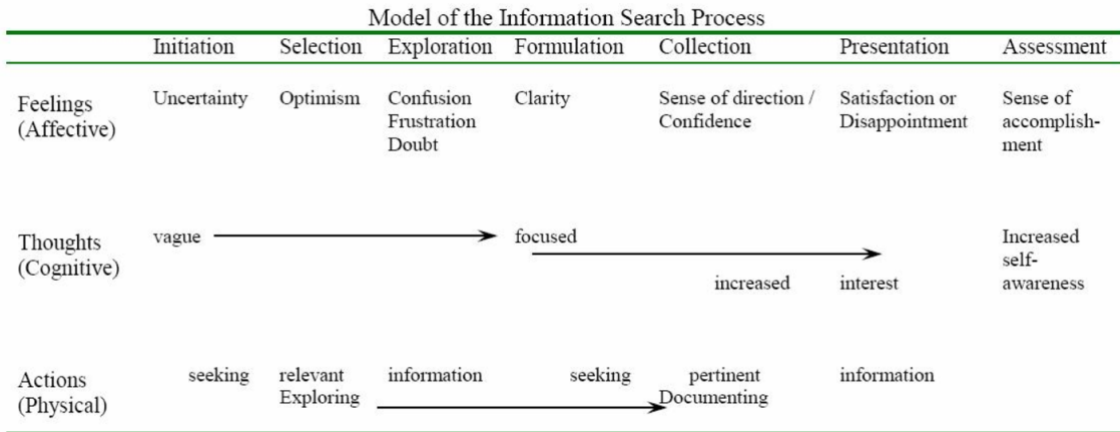 Model of the Information Search Process
Initiation Selection Exploration Formulation Collection Presentation Assessment
Feelings (Affective)
Uncertainty
Optimism
Confusion
Frustration
Doubt
Clarity
Sense of direction /
Confidence
Satisfaction or
Disappointment
Sense of
accomplish-
ment
Thoughts
(Cognitive)
vague
focused
increased interest
Increased
self-
awareness
Actions
(Physical)
seeking relevant information seeking pertinent information
Exploring
Documenting